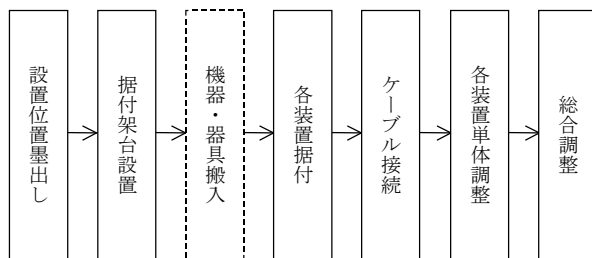 設置位置墨出し
据付架台設置
機器・器具搬入
各装置据付
ケーブル接続
各装置単体調整
総合調整